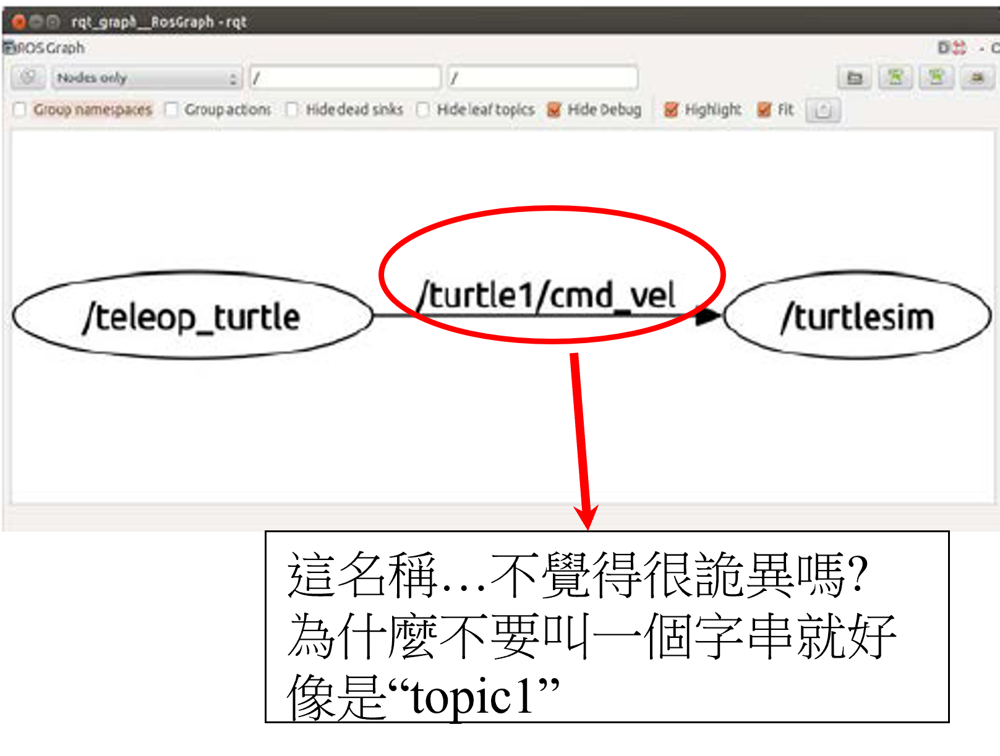 rqt_graph__RosGraph - rqt
ROS Graph
Nodes only
/
/
Group namespaces
Group actions
Hide dead sinks
Hide leaf topics
Hide Debug
Highlight
Fit
/teleop_turtle
/turtle1/cmd_vel
/turtlesim
這名稱…不覺得很詭異嗎?
為什麼不要叫一個字串就好
像是“topic1”